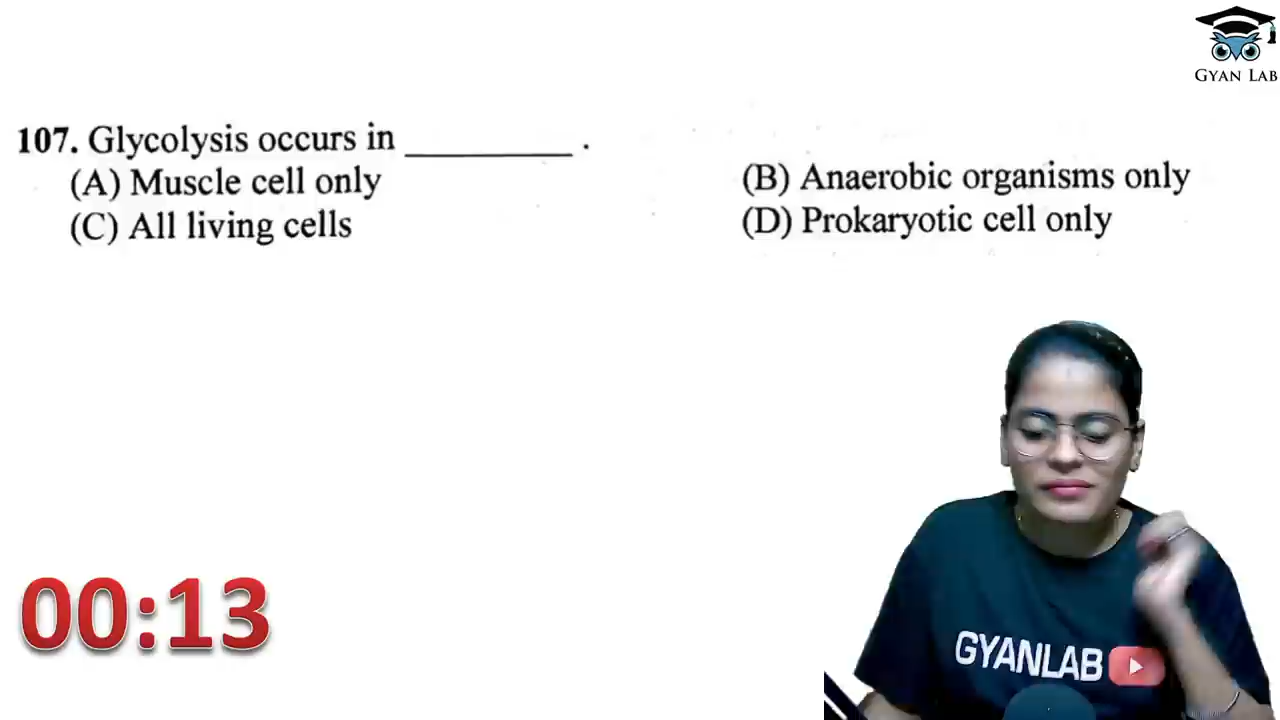 GYAN LAB
107. Glycolysis occurs in __________ .
(A) Muscle cell only
(B) Anaerobic organisms only
(C) All living cells
(D) Prokaryotic cell only
00:13
GYANLAB